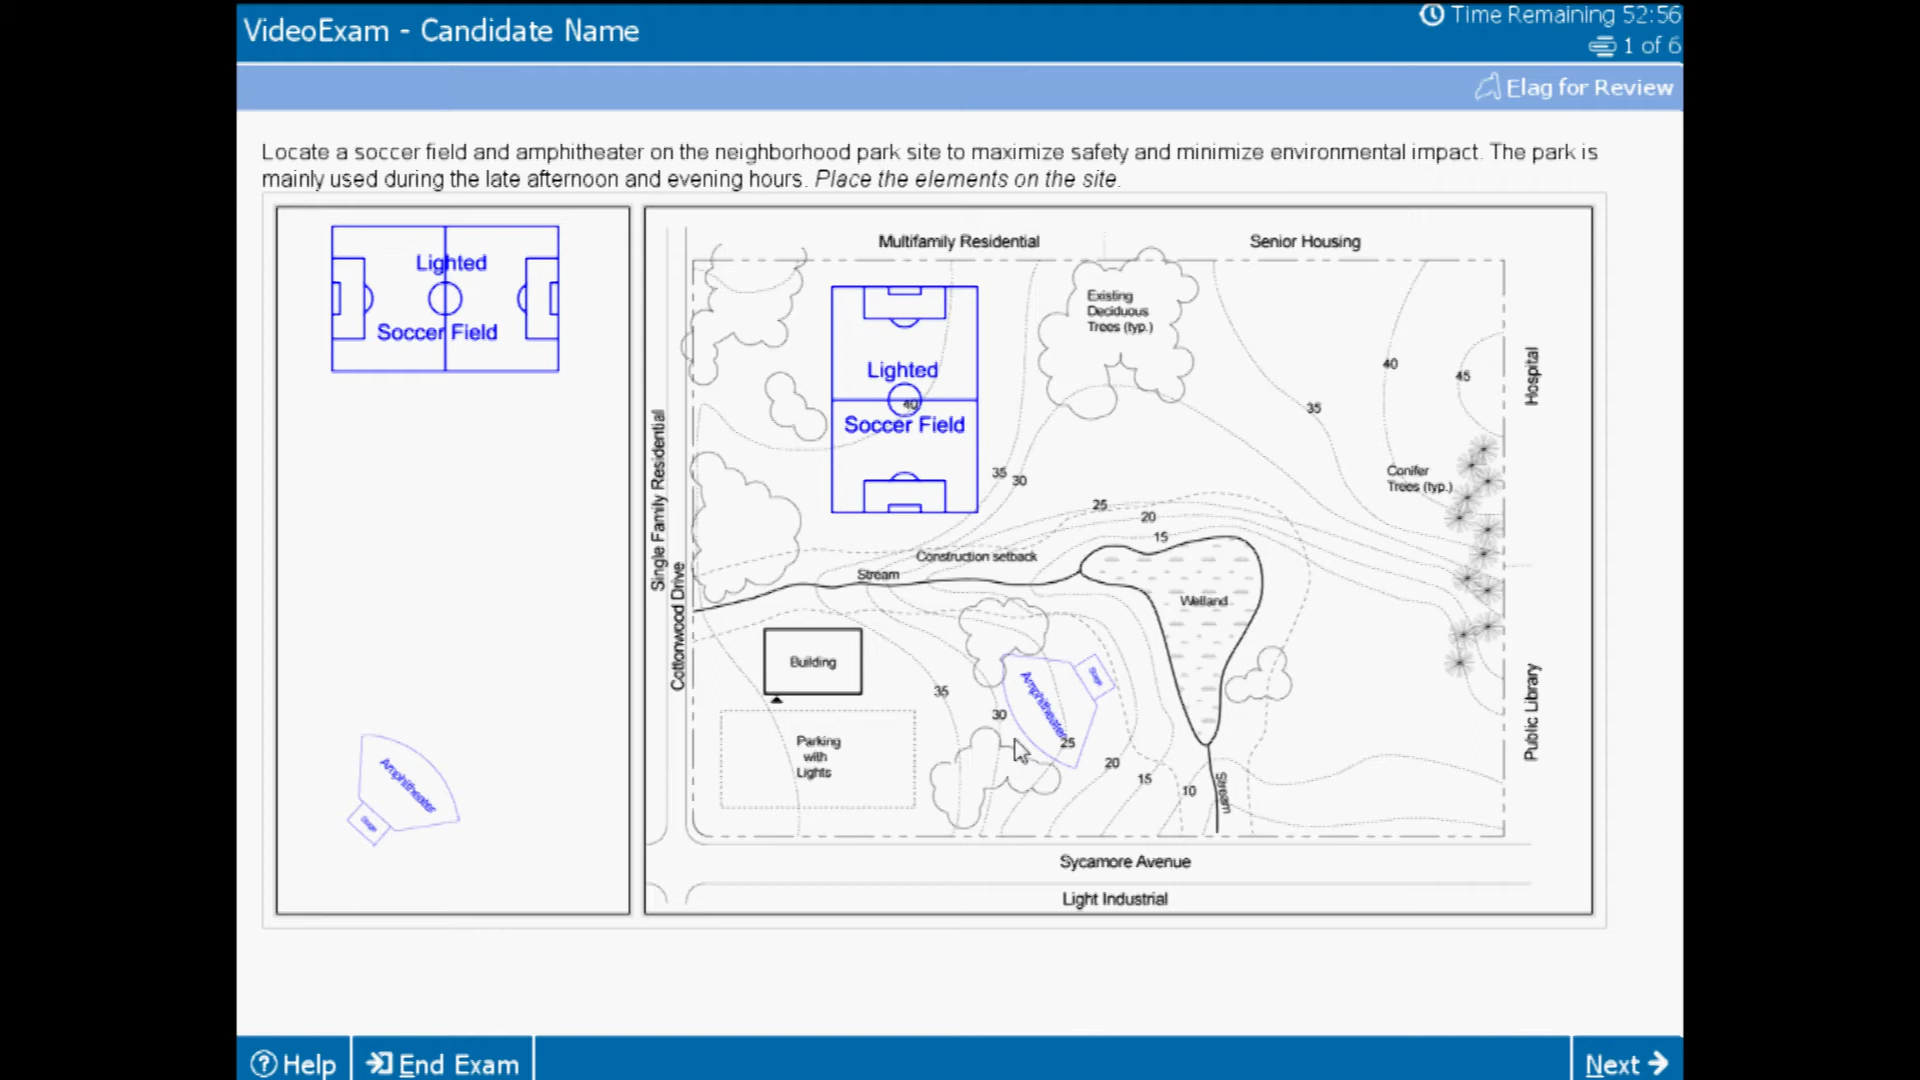 VideoExam - Candidate Name
Time Remaining 52:56
1 of 6
Elag for Review
Locate a soccer field and amphitheater on the neighborhood park site to maximize safety and minimize environmental impact. The park is
mainly used during the late afternoon and evening hours. Place the elements on the site.
Lighted
Soccer Field
Amphitheater
Stage
Multifamily Residential
Senior Housing
Existing
Deciduous
Trees (typ.)
Lighted
40
Soccer Field
40
45
35
Hospital
Single Family Residential
Conifer
Trees (typ.)
35
30
25
20
15
Construction setback
Stream
Wetland
Cottonwood Drive
Building
Amphitheater
Stage
35
30
25
20
15
10
Stream
Parking
with
Lights
Public Library
Sycamore Avenue
Light Industrial
Help
End Exam
Next